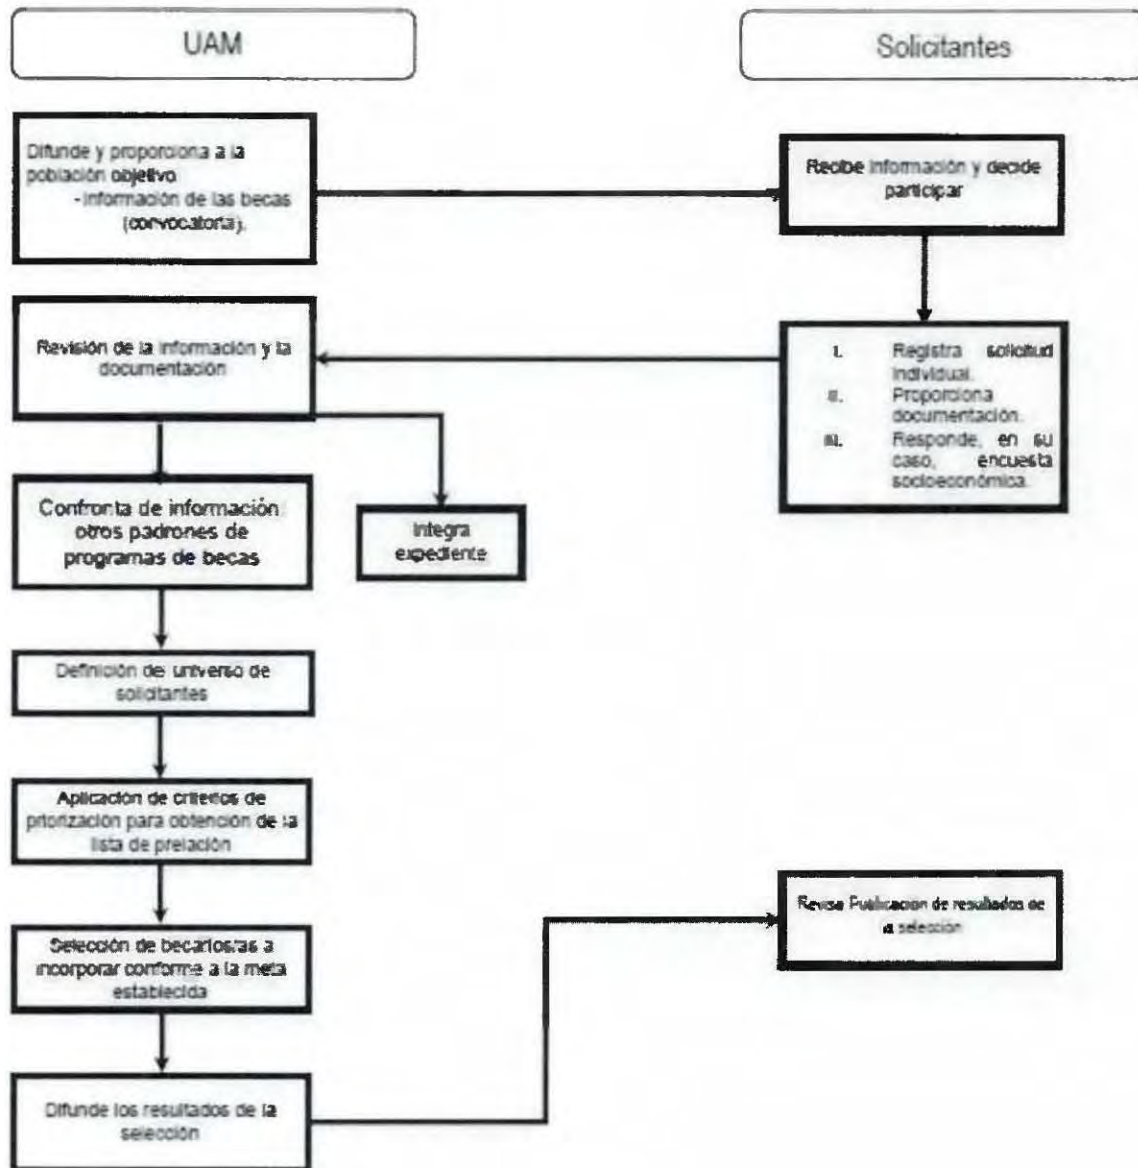 UAM
Solicitantes
Difunde y proporciona a la
población objetivo
- Información de las becas
(convocatoria).
Recibe Información y decide
participar
Revisión de la Información y la
documentación
I. Registra solicitud
Individual.
II. Proporciona
documentación.
III. Responde, en su
caso, encuesta
socioeconómica.
Confronta de información
otros padrones de
programas de becas
Integra
expediente
Definición de universo de
solicitantes
Aplicación de criterios de
priorización para obtención de la
lista de prelación
Selección de becarios/as a
incorporar conforme a la meta
establecida
Revisa Publicación de resultados de
la selección
Difunde los resultados de la
selección